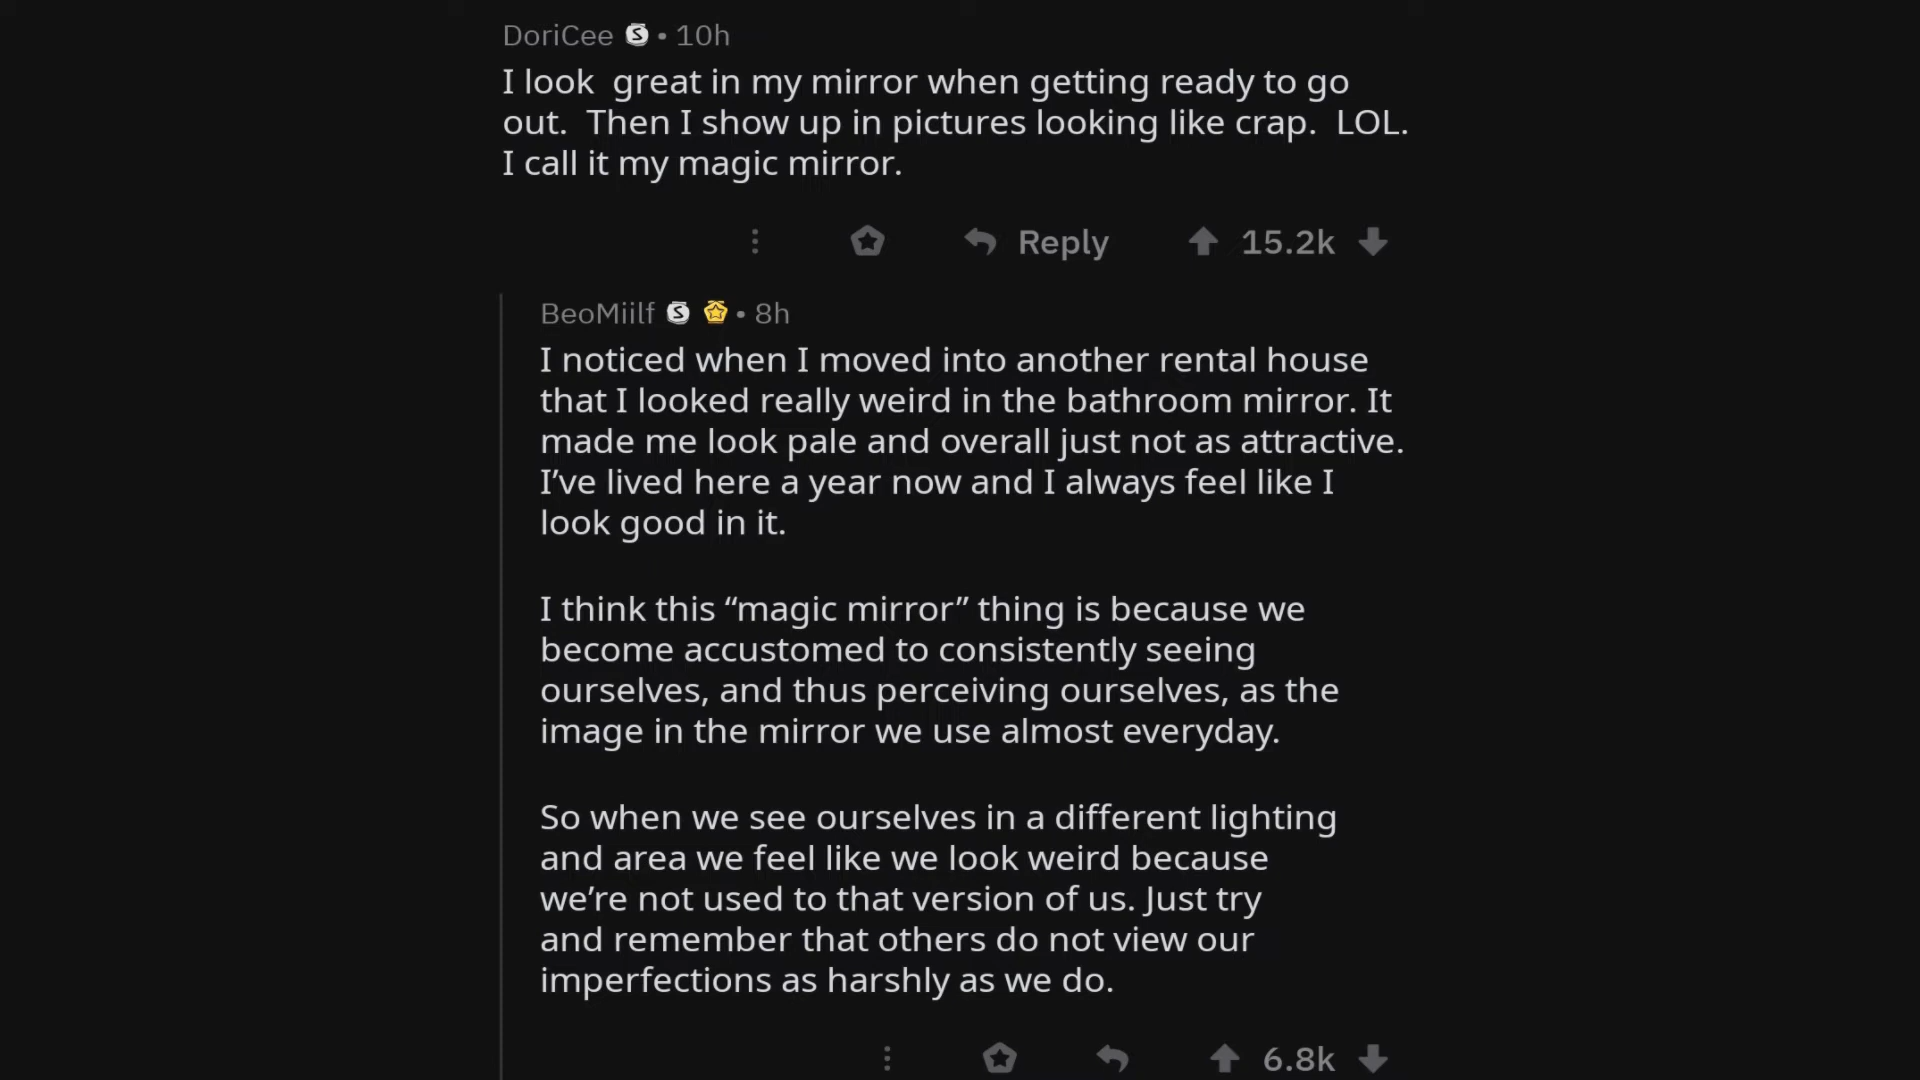 DoriCee • 10h
I look  great in my mirror when getting ready to go
out.  Then I show up in pictures looking like crap.  LOL.
I call it my magic mirror.
Reply 15.2k
BeoMiilf • 8h
I noticed when I moved into another rental house
that I looked really weird in the bathroom mirror. It
made me look pale and overall just not as attractive.
I’ve lived here a year now and I always feel like I
look good in it.
I think this “magic mirror” thing is because we
become accustomed to consistently seeing
ourselves, and thus perceiving ourselves, as the
image in the mirror we use almost everyday.
So when we see ourselves in a different lighting
and area we feel like we look weird because
we’re not used to that version of us. Just try
and remember that others do not view our
imperfections as harshly as we do.
6.8k